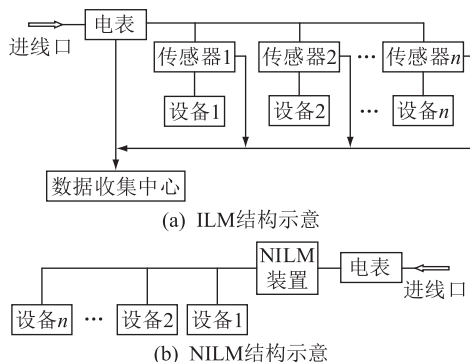 进线口
电表
传感器1
传感器2
…
传感器n
设备1
设备2
…
设备n
数据收集中心
(a) ILM结构示意
NILM
装置
电表
进线口
设备n
…
设备2
设备1
(b) NILM结构示意